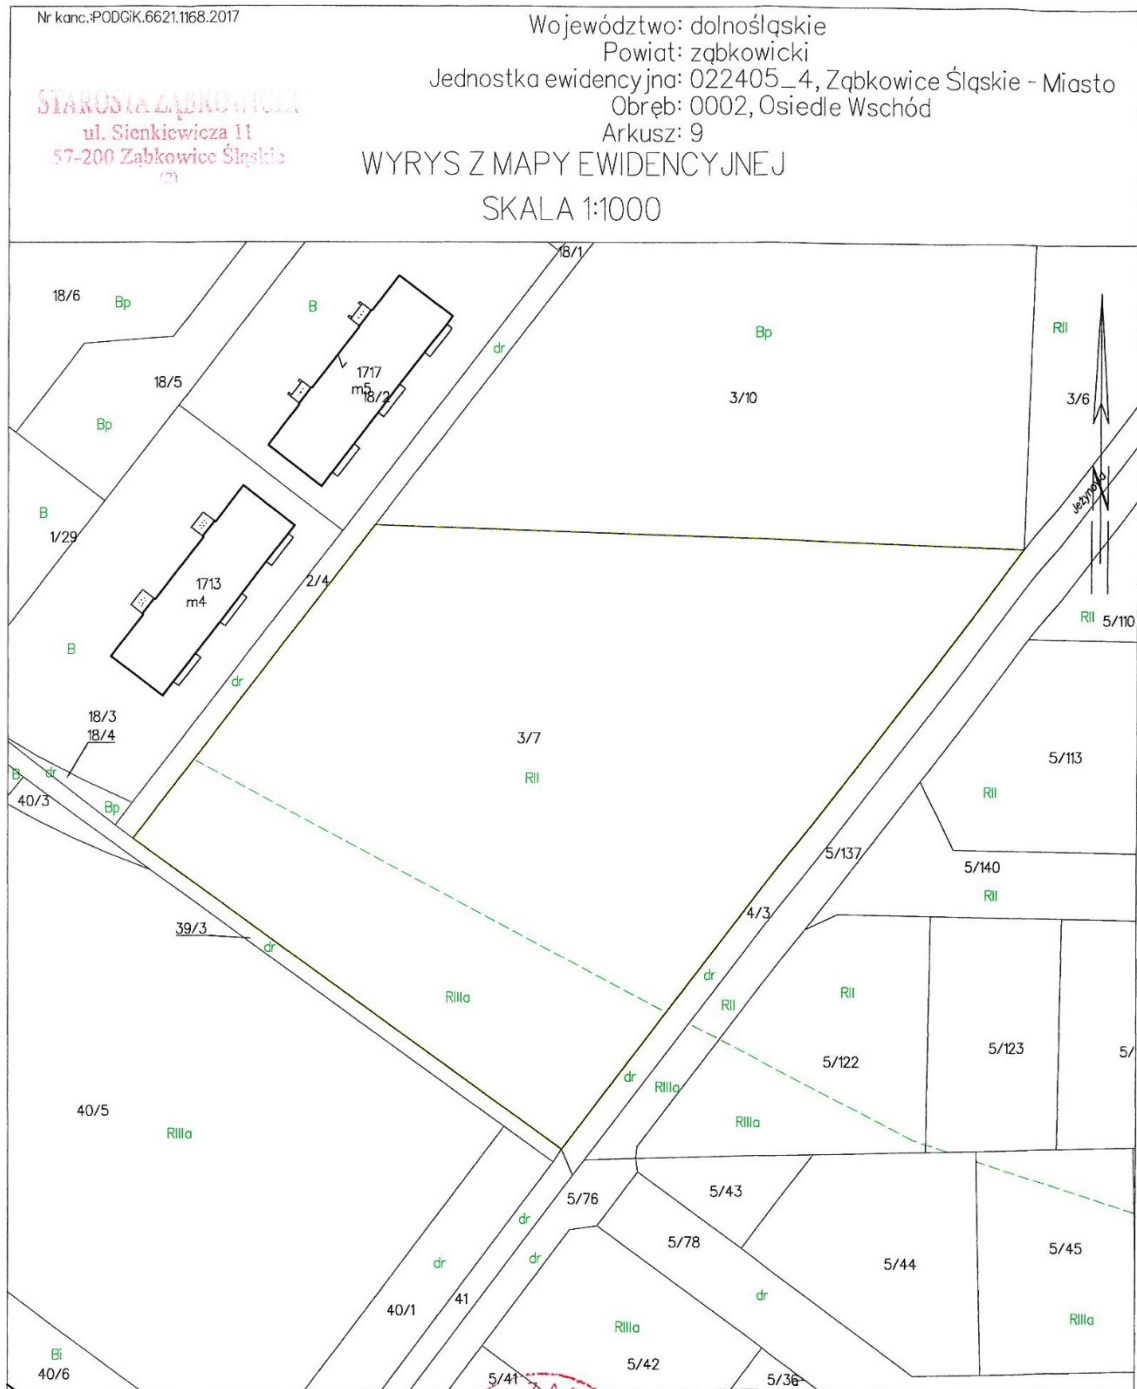 Nr kanc.:PODGiK.6621.1168.2017
Województwo: dolnośląskie
Powiat: ząbkowicki
Jednostka ewidencyjna: 022405_4, Ząbkowice Śląskie - Miasto
Obręb: 0002, Osiedle Wschód
Arkusz: 9
STAROSTA ZĄBKOWICKI
ul. Sienkiewicza 11
57-200 Ząbkowice Śląskie
(2)
WYRYS Z MAPY EWIDENCYJNEJ
SKALA 1:1000
18/1
18/6
Bp
B
Bp
RII
dr
1717
m5
18/2
18/5
3/10
3/6
Bp
Jeżynowa
N
B
1/29
1713
m4
2/4
RII
5/110
B
dr
18/3
18/4
3/7
RII
5/113
RII
B
dr
40/3
Bp
5/137
5/140
RII
4/3
39/3
dr
dr
RII
RII
RIIIa
5/122
5/123
5/
dr
RIIIa
RIIIa
40/5
RIIIa
5/76
5/43
dr
5/78
5/44
5/45
dr
dr
40/1
41
dr
RIIIa
RIIIa
Bi
40/6
5/41
5/42
5/36